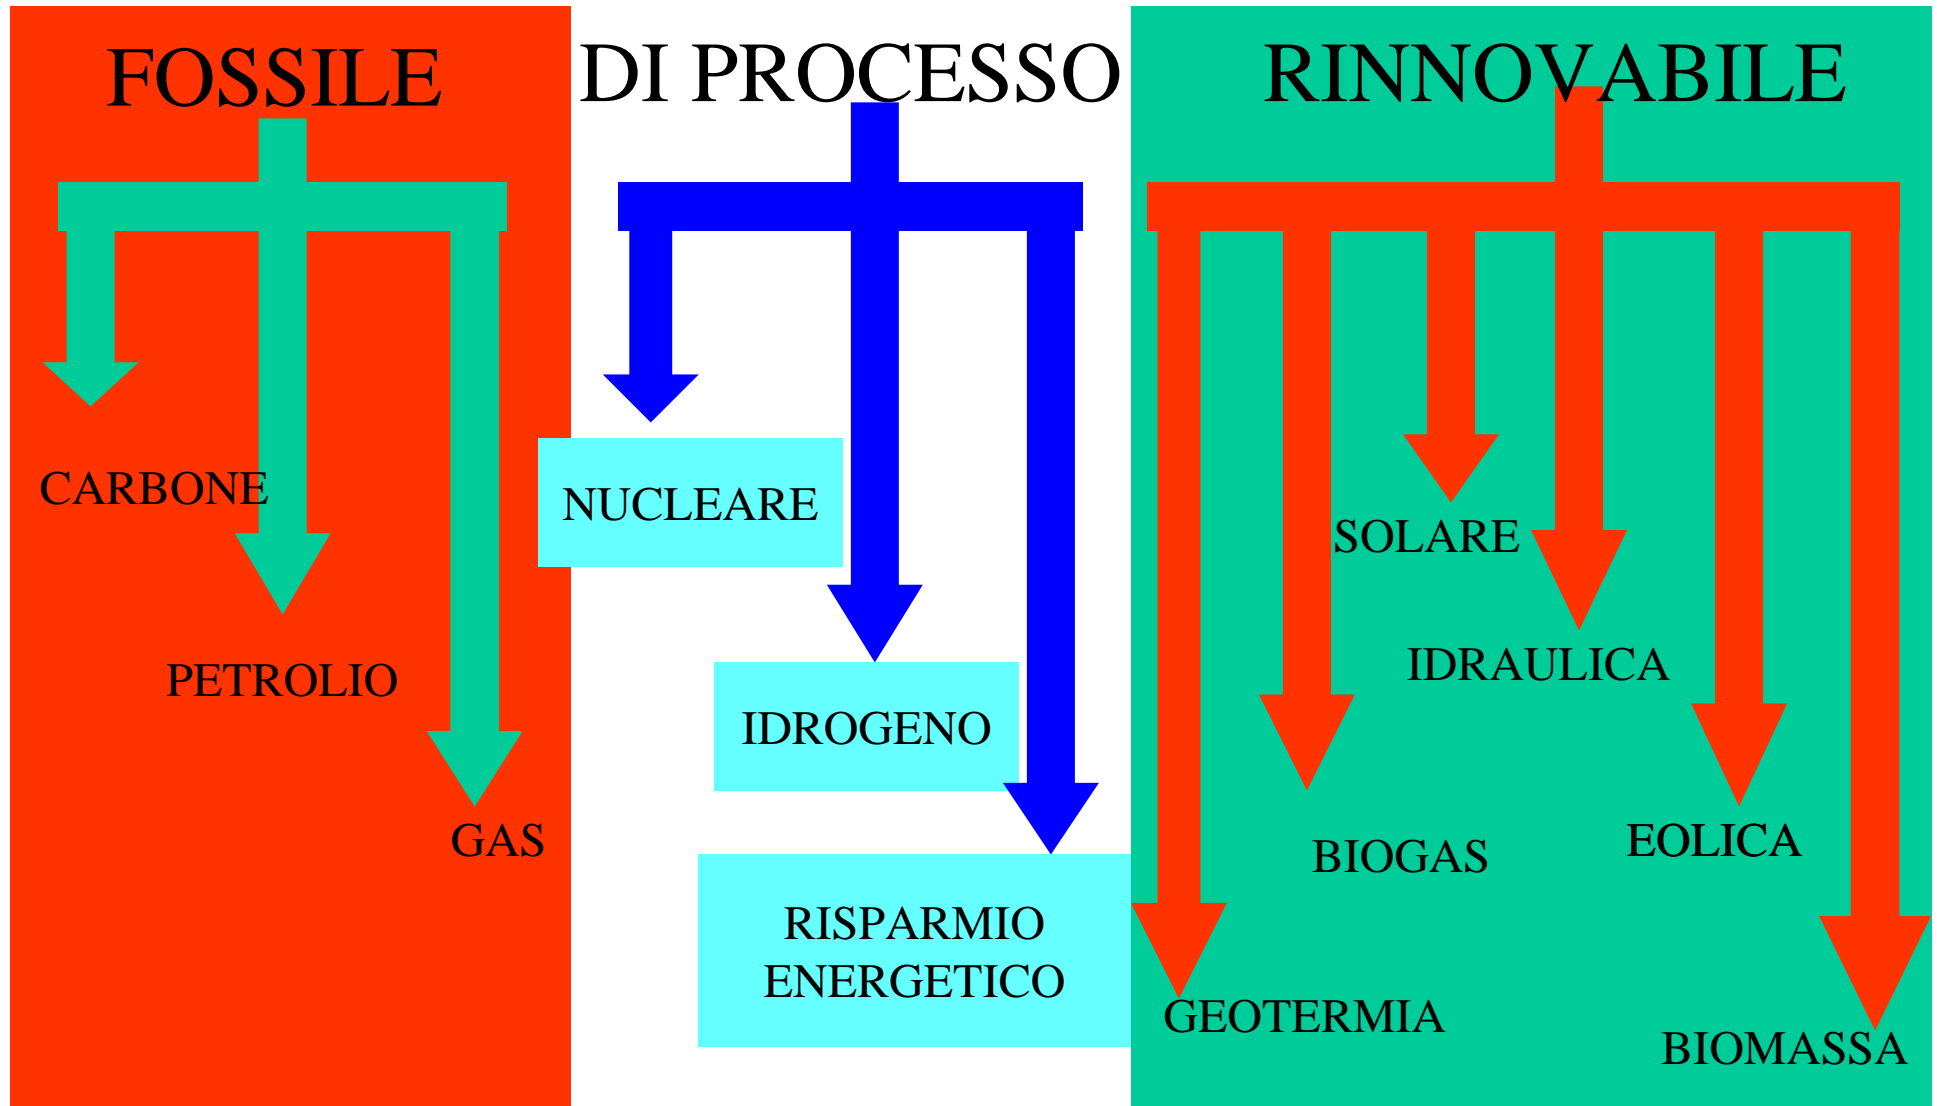 FOSSILE
CARBONE
PETROLIO
GAS
DI PROCESSO
NUCLEARE
IDROGENO
RISPARMIO
ENERGETICO
RINNOVABILE
SOLARE
IDRAULICA
BIOGAS
EOLICA
GEOTERMIA
BIOMASSA